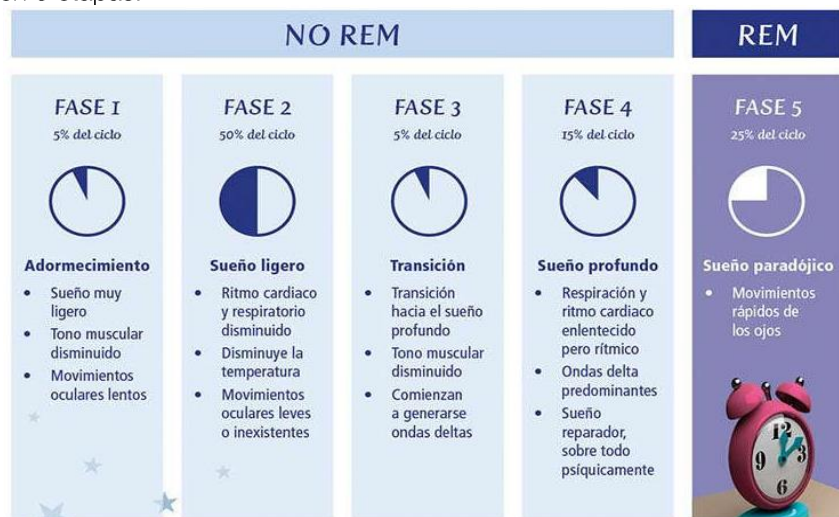 NO REM
REM
FASE 1
5% del ciclo
Adormecimiento
• Sueño muy
ligero
• Tono muscular
disminuido
• Movimientos
oculares lentos
FASE 2
50% del ciclo
Sueño ligero
• Ritmo cardiaco
y respiratorio
disminuido
• Disminuye la
temperatura
• Movimientos
oculares leves
o inexistentes
FASE 3
5% del ciclo
Transición
• Transición
hacia el sueño
profundo
• Tono muscular
disminuido
• Comienzan
a generarse
ondas deltas
FASE 4
15% del ciclo
Sueño profundo
• Respiración y
ritmo cardiaco
enlentecido
pero rítmico
• Ondas delta
predominantes
• Sueño
reparador,
sobre todo
psíquicamente
FASE 5
25% del ciclo
Sueño paradójico
• Movimientos
rápidos de
los ojos
12
9 3
6